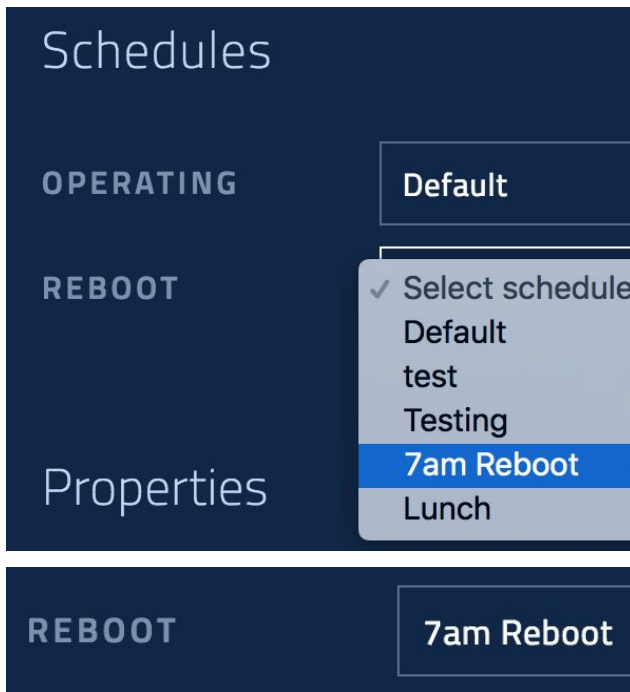 Schedules
OPERATING
Default
REBOOT
✓ Select schedule
Default
test
Testing
7am Reboot
Lunch
Properties
REBOOT
7am Reboot